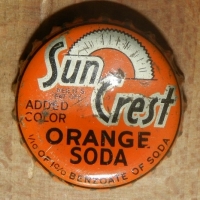 Sun
Crest
ADDED
COLOR
ORANGE
SODA
1/10 OF 1% BENZOATE OF SODA